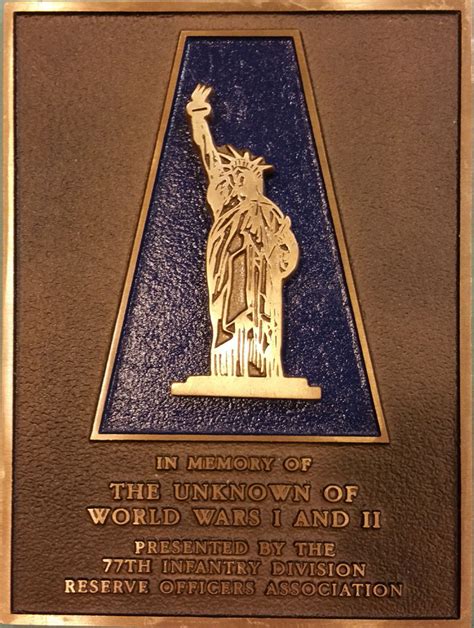 IN MEMORY OF
THE UNKNOWN OF
WORLD WARS I AND II
PRESENTED BY THE
77TH INFANTRY DIVISION
RESERVE OFFICERS ASSOCIATION